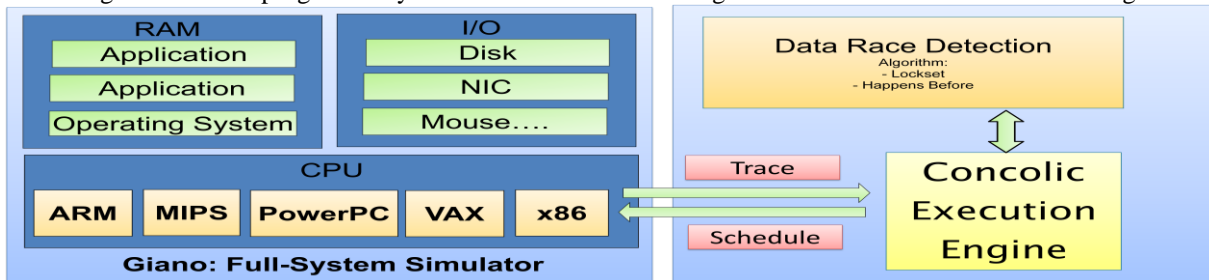 RAM
Application
Application
Operating System
I/O
Disk
NIC
Mouse....
CPU
ARM
MIPS
PowerPC
VAX
x86
Giano: Full-System Simulator
Trace
Schedule
Data Race Detection
Algorithm:
- Lockset
- Happens Before
Concolic
Execution
Engine